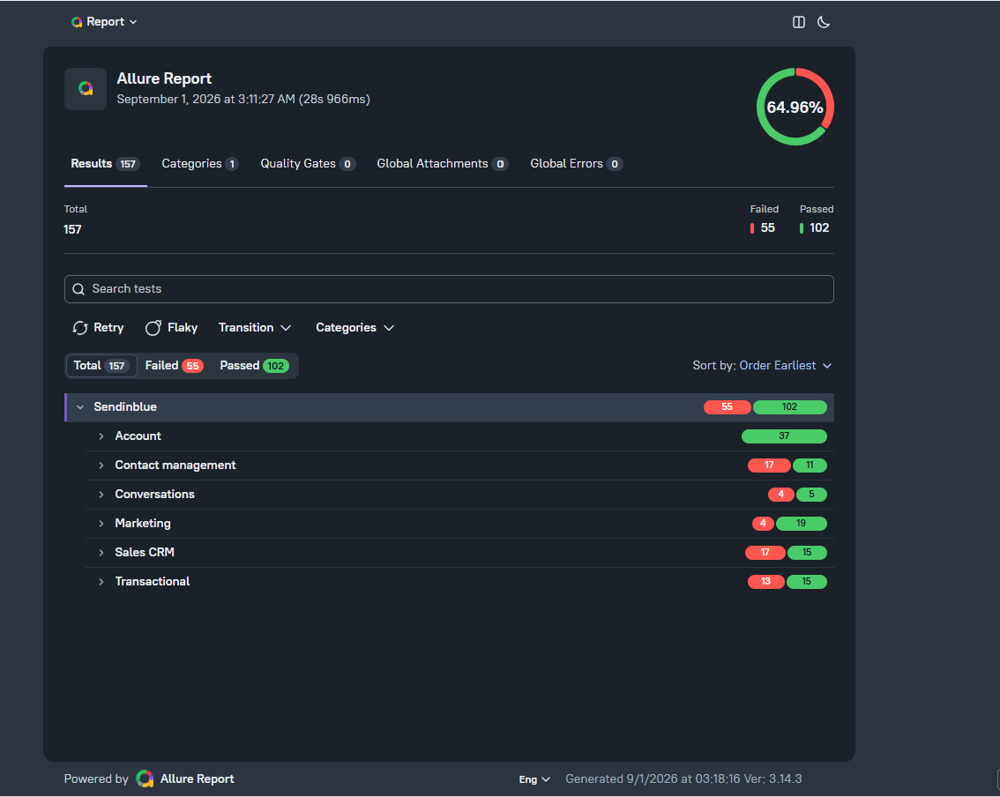 Report
Allure Report
September 1, 2026 at 3:11:27 AM (28s 966ms)
64.96%
Results 157 Categories 1 Quality Gates 0 Global Attachments 0 Global Errors 0
Total Failed Passed
157 55 102
Search tests
Retry Flaky Transition Categories
Total 157 Failed 55 Passed 102 Sort by: Order Earliest
Sendinblue 55 102
Account 37
Contact management 17 11
Conversations 4 5
Marketing 4 19
Sales CRM 17 15
Transactional 13 15
Powered by Allure Report Eng Generated 9/1/2026 at 03:18:16 Ver: 3.14.3